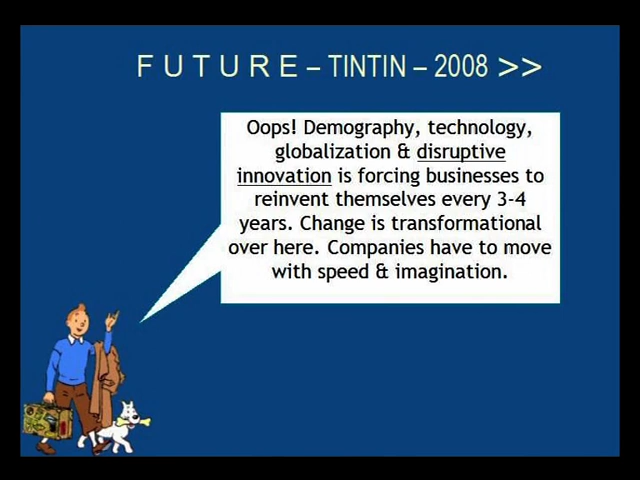 F U T U R E – TINTIN – 2008 >>
Oops! Demography, technology,
globalization & disruptive
innovation is forcing businesses to
reinvent themselves every 3-4
years. Change is transformational
over here. Companies have to move
with speed & imagination.